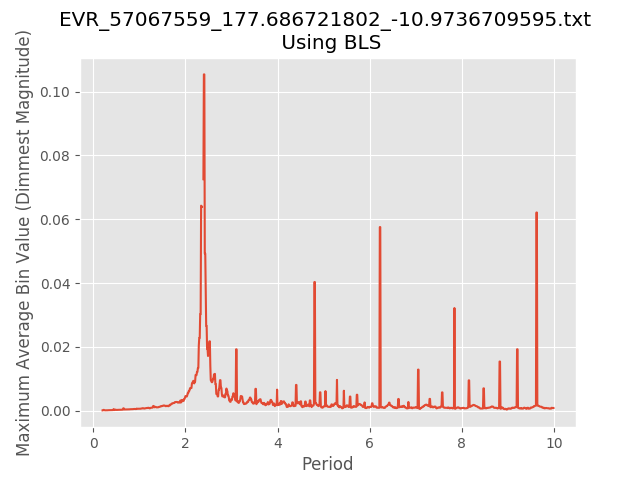 EVR_57067559_177.686721802_-10.9736709595.txt
Using BLS
Maximum Average Bin Value (Dimmest Magnitude)
0.10
0.08
0.06
0.04
0.02
0.00
0 2 4 6 8 10
Period